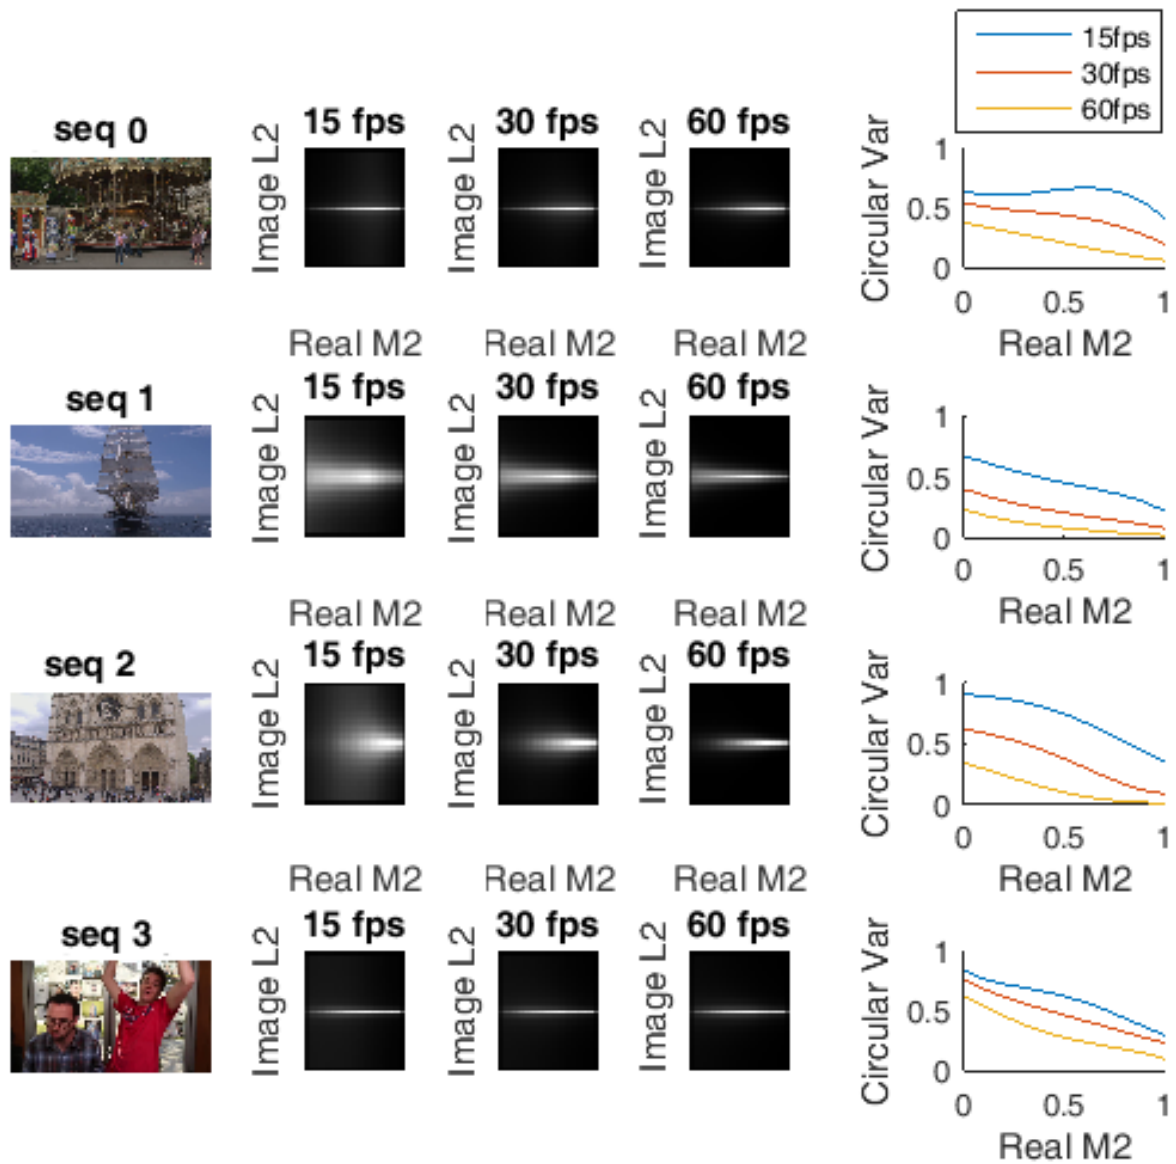 15fps
30fps
60fps
seq 0
Image L2
15 fps
Image L2
30 fps
Image L2
60 fps
Circular Var
1
0.5
0
0
0.5
1
Real M2
Real M2
Real M2
Real M2
seq 1
Image L2
15 fps
Image L2
30 fps
Image L2
60 fps
Circular Var
1
0.5
0
0
0.5
1
Real M2
Real M2
Real M2
Real M2
seq 2
Image L2
15 fps
Image L2
30 fps
Image L2
60 fps
Circular Var
1
0.5
0
0
0.5
1
Real M2
Real M2
Real M2
Real M2
seq 3
Image L2
15 fps
Image L2
30 fps
Image L2
60 fps
Circular Var
1
0.5
0
0
0.5
1
Real M2